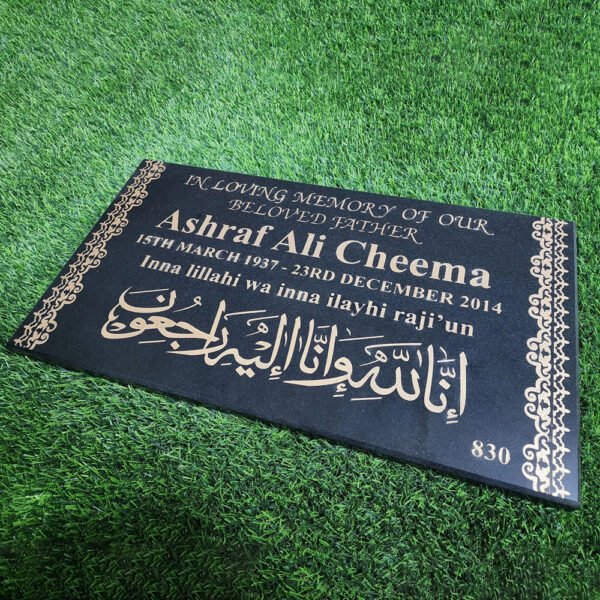 IN LOVING MEMORY OF OUR
BELOVED FATHER
Ashraf Ali Cheema
15TH MARCH 1937 - 23RD DECEMBER 2014
Inna lillahi wa inna ilayhi raji'un
إِنَّا لِلَّٰهِ وَإِنَّا إِلَيْهِ رَاجِعُونَ
830